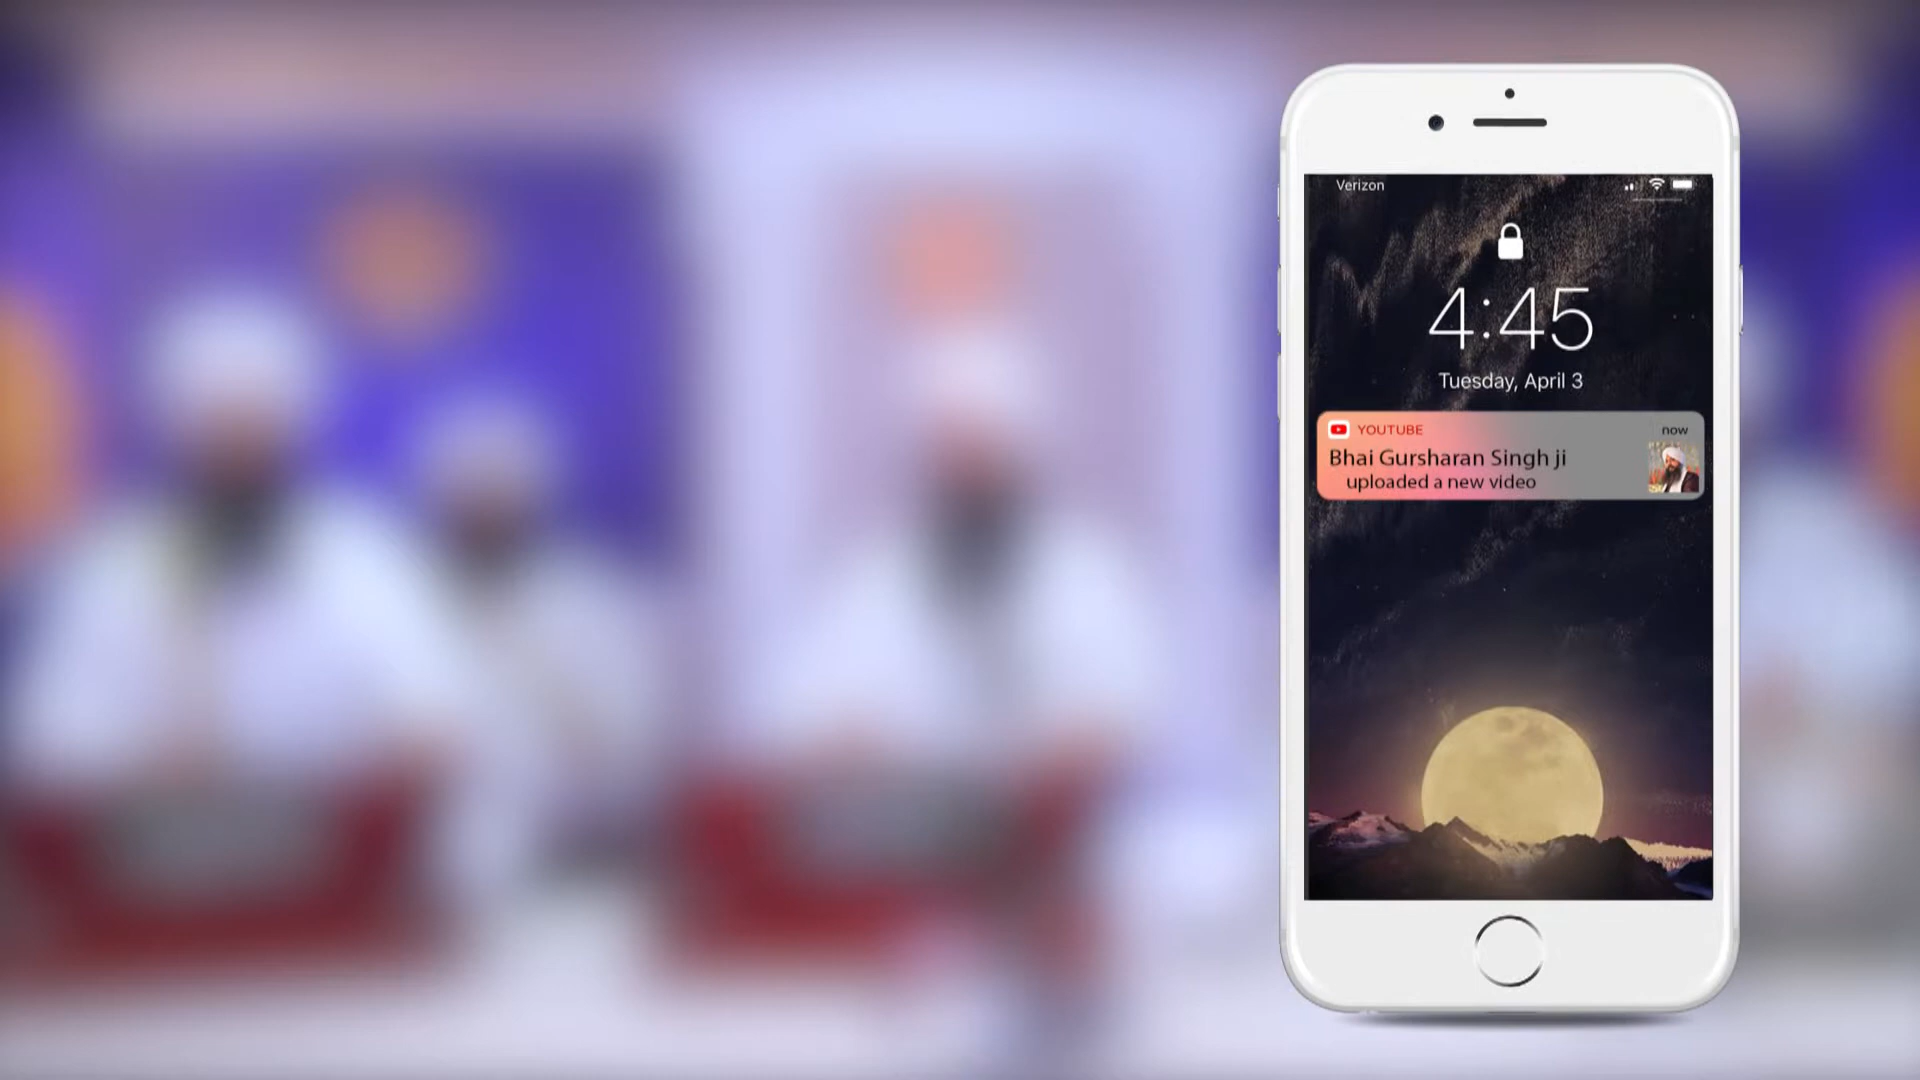 Verizon
4:45
Tuesday, April 3
YOUTUBE now
Bhai Gursharan Singh ji
uploaded a new video